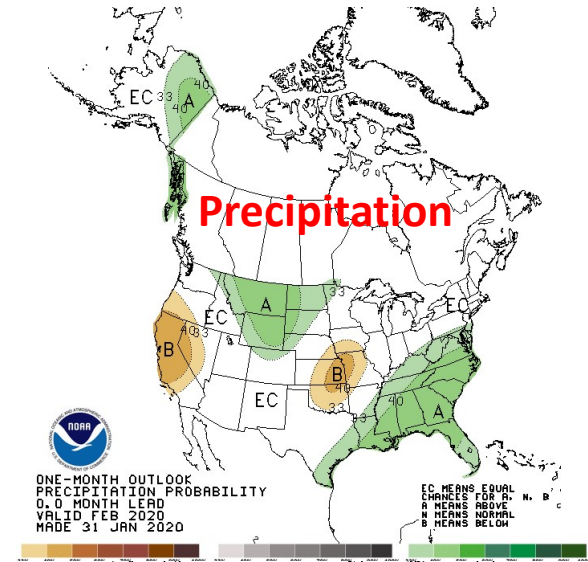 40
EC
33
A
40
Precipitation
33
A
EC
EC
40
33
B
B
40
EC
40
33
33
A
NOAA
ONE-MONTH OUTLOOK
PRECIPITATION PROBABILITY
0.0 MONTH LEAD
VALID FEB 2020
MADE 31 JAN 2020
EC MEANS EQUAL
CHANCES FOR A, N, B
A MEANS ABOVE
N MEANS NORMAL
B MEANS BELOW